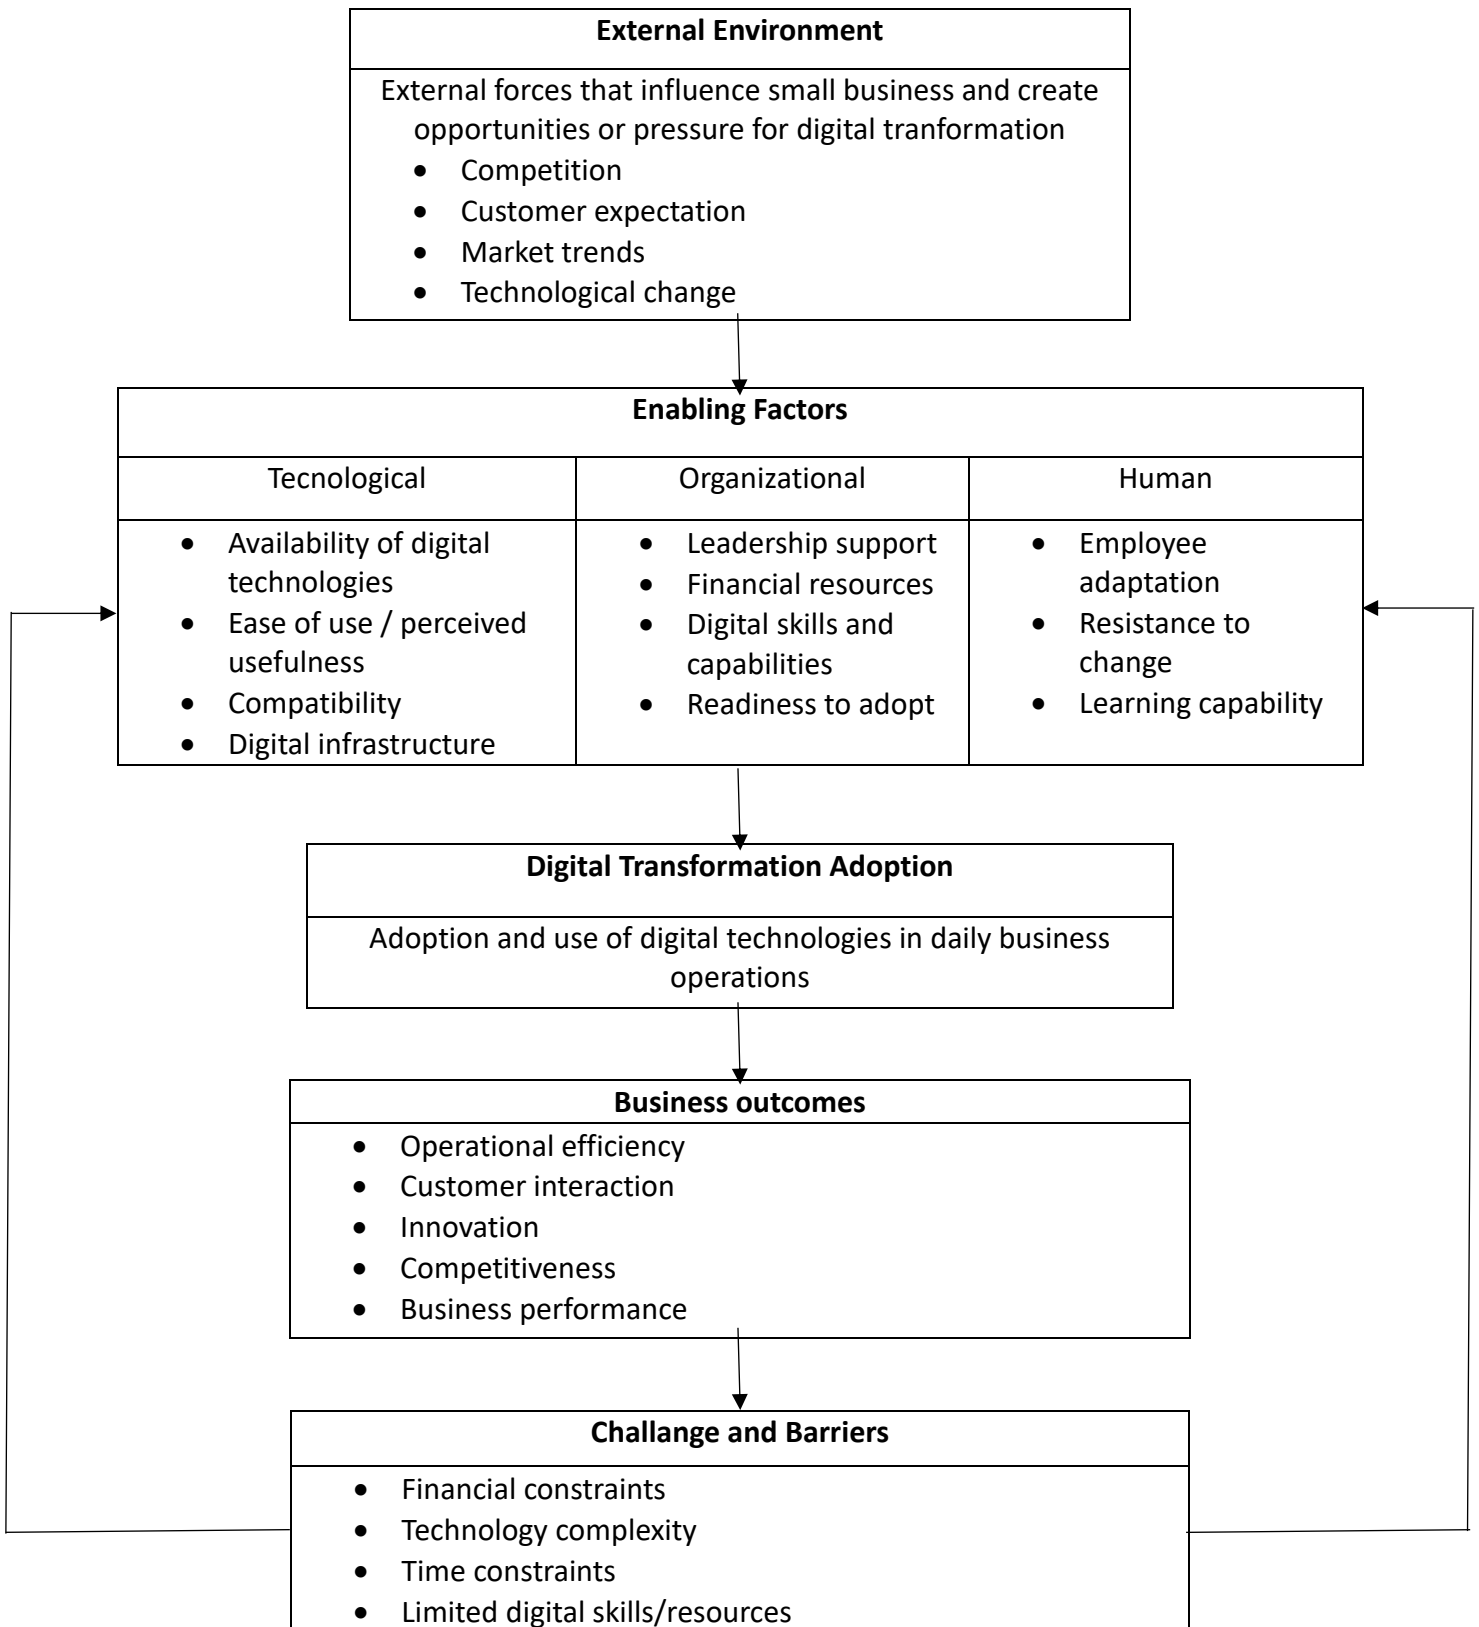 External Environment
External forces that influence small business and create
opportunities or pressure for digital tranformation
• Competition
• Customer expectation
• Market trends
• Technological change
Enabling Factors
Tecnological
Organizational
Human
• Availability of digital
technologies
• Ease of use / perceived
usefulness
• Compatibility
• Digital infrastructure
• Leadership support
• Financial resources
• Digital skills and
capabilities
• Readiness to adopt
• Employee
adaptation
• Resistance to
change
• Learning capability
Digital Transformation Adoption
Adoption and use of digital technologies in daily business
operations
Business outcomes
• Operational efficiency
• Customer interaction
• Innovation
• Competitiveness
• Business performance
Challange and Barriers
• Financial constraints
• Technology complexity
• Time constraints
• Limited digital skills/resources